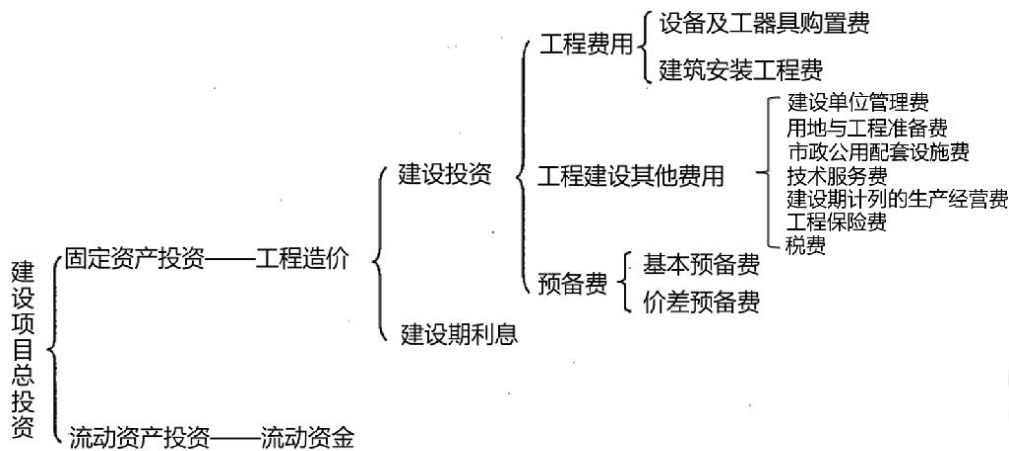 建设项目总投资
固定资产投资——工程造价
建设投资
工程费用
设备及工器具购置费
建筑安装工程费
工程建设其他费用
建设单位管理费
用地与工程准备费
市政公用配套设施费
技术服务费
建设期计列的生产经营费
工程保险费
税费
预备费
基本预备费
价差预备费
建设期利息
流动资产投资——流动资金